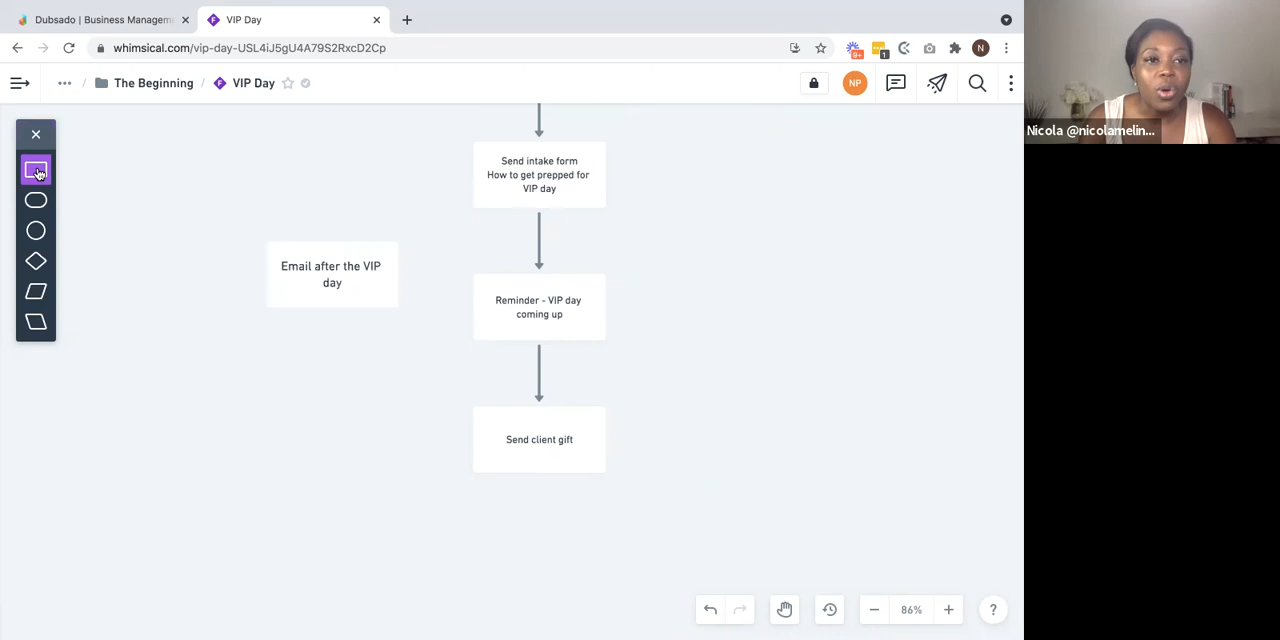 Dubsado | Business Managem
VIP Day
whimsical.com/vip-day-USL4iJ5gU4A79S2RxcD2Cp
9+
1
N
... / The Beginning / VIP Day
NP
Nicola @nicolamelin...
Send intake form
How to get prepped for
VIP day
Email after the VIP
day
Reminder - VIP day
coming up
Send client gift
86%
?